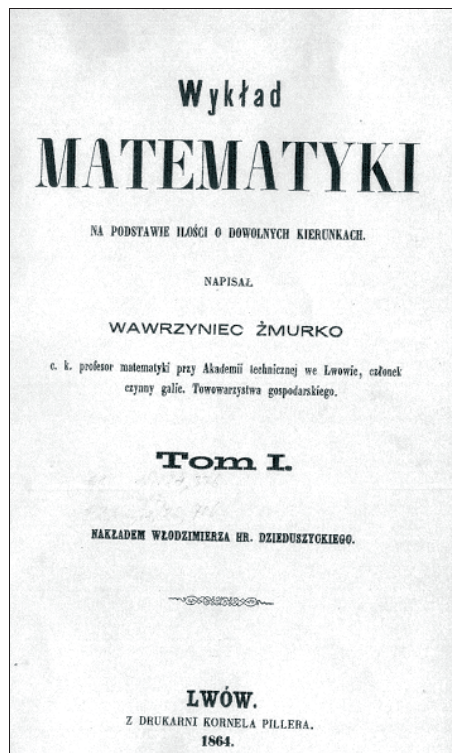 Wykład
MATEMATYKI
NA PODSTAWIE ILOŚCI O DOWOLNYCH KIERUNKACH.
NAPISAŁ
WAWRZYNIEC ŻMURKO
c. k. profesor matematyki przy Akademii technicznej we Lwowie, członek
czynny galic. Towowarzystwa gospodarskiego.
Tom I.
NAKŁADEM WŁODZIMIERZA HR. DZIEDUSZYCKIEGO.
LWÓW.
Z DRUKARNI KORNELA PILLERA.
1864.